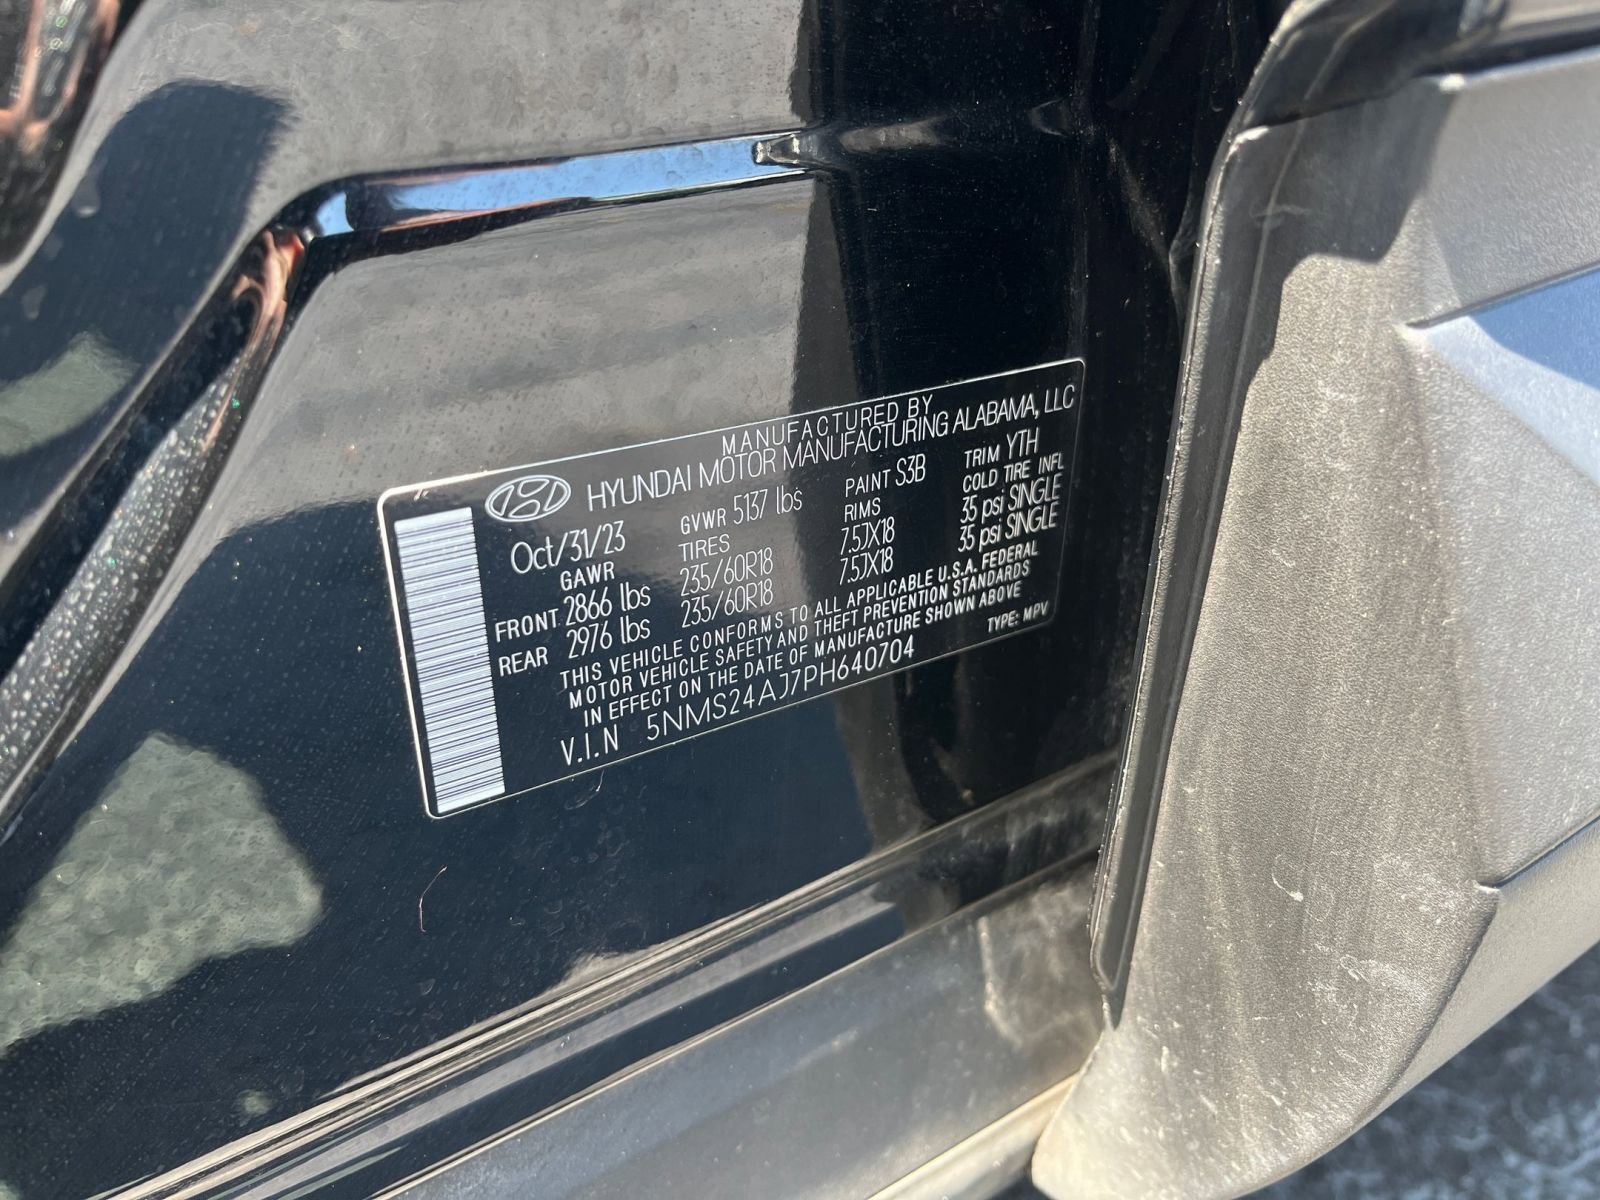 MANUFACTURED BY
HYUNDAI MOTOR MANUFACTURING ALABAMA, LLC
Oct/31/23 GVWR 5137 lbs PAINT S3B TRIM YTH
GAWR TIRES RIMS COLD TIRE INFL
FRONT 2866 lbs 235/60R18 7.5JX18 35 psi SINGLE
REAR 2976 lbs 235/60R18 7.5JX18 35 psi SINGLE
THIS VEHICLE CONFORMS TO ALL APPLICABLE U.S.A. FEDERAL
MOTOR VEHICLE SAFETY AND THEFT PREVENTION STANDARDS
IN EFFECT ON THE DATE OF MANUFACTURE SHOWN ABOVE
V.I.N 5NMS24AJ7PH640704 TYPE: MPV